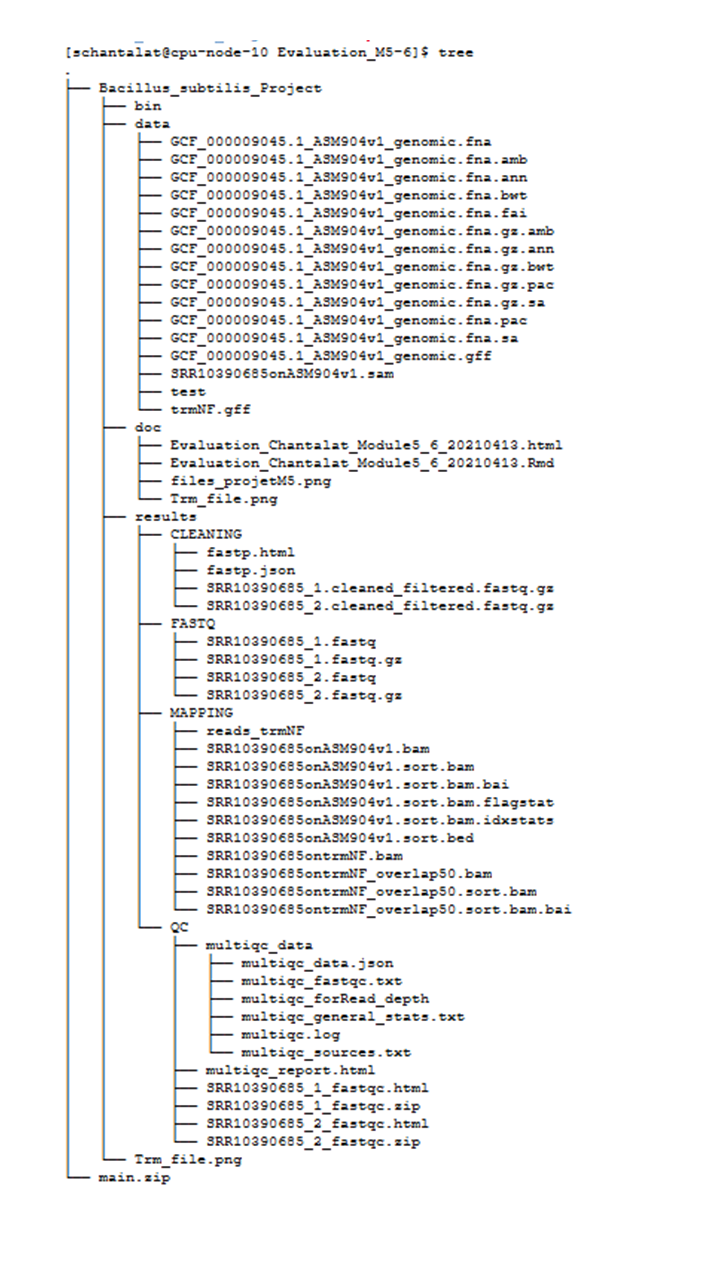 [schantalat@cpu-node-10 Evaluation_M5-6]$ tree
.
├── Bacillus_subtilis_Project
│   ├── bin
│   ├── data
│   │   ├── GCF_000009045.1_ASM904v1_genomic.fna
│   │   ├── GCF_000009045.1_ASM904v1_genomic.fna.amb
│   │   ├── GCF_000009045.1_ASM904v1_genomic.fna.ann
│   │   ├── GCF_000009045.1_ASM904v1_genomic.fna.bwt
│   │   ├── GCF_000009045.1_ASM904v1_genomic.fna.fai
│   │   ├── GCF_000009045.1_ASM904v1_genomic.fna.gz.amb
│   │   ├── GCF_000009045.1_ASM904v1_genomic.fna.gz.ann
│   │   ├── GCF_000009045.1_ASM904v1_genomic.fna.gz.bwt
│   │   ├── GCF_000009045.1_ASM904v1_genomic.fna.gz.pac
│   │   ├── GCF_000009045.1_ASM904v1_genomic.fna.gz.sa
│   │   ├── GCF_000009045.1_ASM904v1_genomic.fna.pac
│   │   ├── GCF_000009045.1_ASM904v1_genomic.fna.sa
│   │   ├── GCF_000009045.1_ASM904v1_genomic.gff
│   │   ├── SRR10390685onASM904v1.sam
│   │   ├── test
│   │   └── trmNF.gff
│   ├── doc
│   │   ├── Evaluation_Chantalat_Module5_6_20210413.html
│   │   ├── Evaluation_Chantalat_Module5_6_20210413.Rmd
│   │   ├── files_projetM5.png
│   │   └── Trm_file.png
│   ├── results
│   │   ├── CLEANING
│   │   │   ├── fastp.html
│   │   │   ├── fastp.json
│   │   │   ├── SRR10390685_1.cleaned_filtered.fastq.gz
│   │   │   └── SRR10390685_2.cleaned_filtered.fastq.gz
│   │   ├── FASTQ
│   │   │   ├── SRR10390685_1.fastq
│   │   │   ├── SRR10390685_1.fastq.gz
│   │   │   ├── SRR10390685_2.fastq
│   │   │   └── SRR10390685_2.fastq.gz
│   │   ├── MAPPING
│   │   │   ├── reads_trmNF
│   │   │   ├── SRR10390685onASM904v1.bam
│   │   │   ├── SRR10390685onASM904v1.sort.bam
│   │   │   ├── SRR10390685onASM904v1.sort.bam.bai
│   │   │   ├── SRR10390685onASM904v1.sort.bam.flagstat
│   │   │   ├── SRR10390685onASM904v1.sort.bam.idxstats
│   │   │   ├── SRR10390685onASM904v1.sort.bed
│   │   │   ├── SRR10390685ontrmNF.bam
│   │   │   ├── SRR10390685ontrmNF_overlap50.bam
│   │   │   ├── SRR10390685ontrmNF_overlap50.sort.bam
│   │   │   └── SRR10390685ontrmNF_overlap50.sort.bam.bai
│   │   └── QC
│   │       ├── multiqc_data
│   │       │   ├── multiqc_data.json
│   │       │   ├── multiqc_fastqc.txt
│   │       │   ├── multiqc_forRead_depth
│   │       │   ├── multiqc_general_stats.txt
│   │       │   ├── multiqc.log
│   │       │   └── multiqc_sources.txt
│   │       ├── multiqc_report.html
│   │       ├── SRR10390685_1_fastqc.html
│   │       ├── SRR10390685_1_fastqc.zip
│   │       ├── SRR10390685_2_fastqc.html
│   │       └── SRR10390685_2_fastqc.zip
│   └── Trm_file.png
└── main.zip